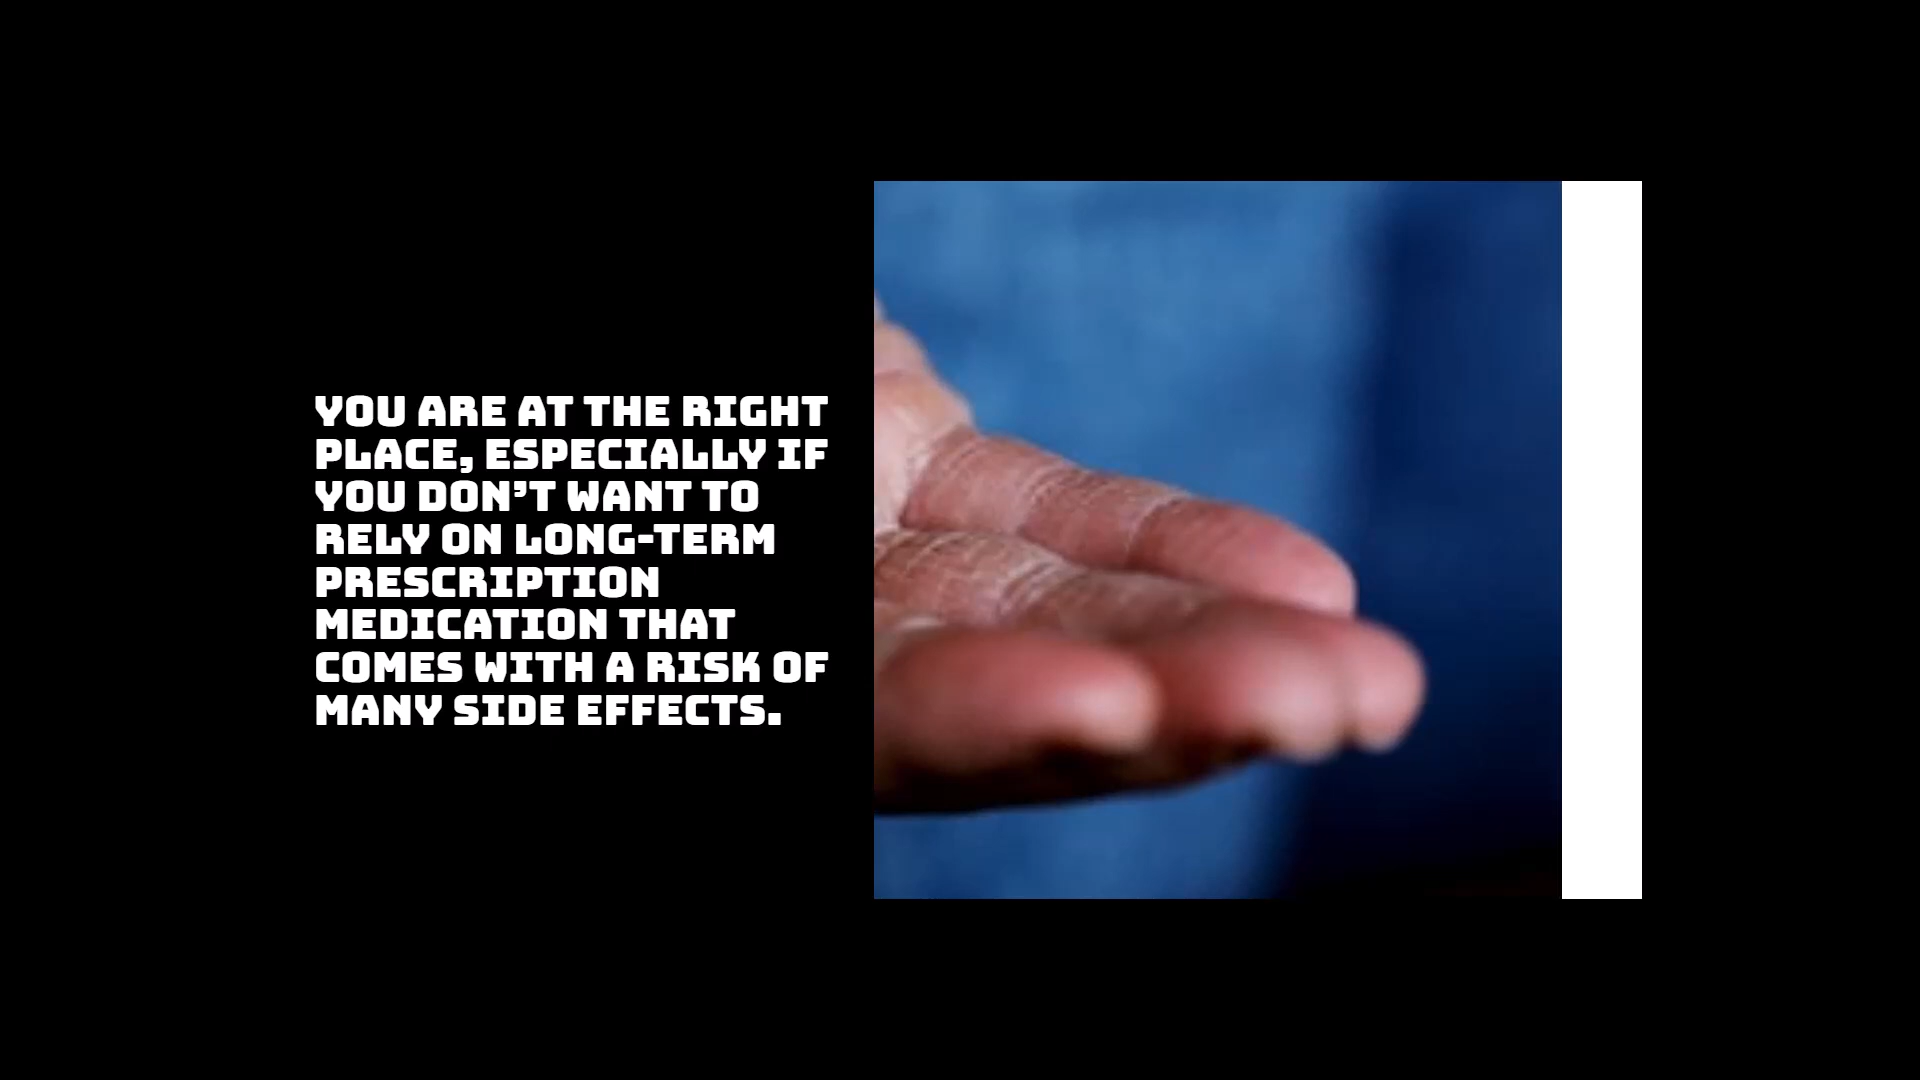 YOU ARE AT THE RIGHT
PLACE, ESPECIALLY IF
YOU DON’T WANT TO
RELY ON LONG-TERM
PRESCRIPTION
MEDICATION THAT
COMES WITH A RISK OF
MANY SIDE EFFECTS.